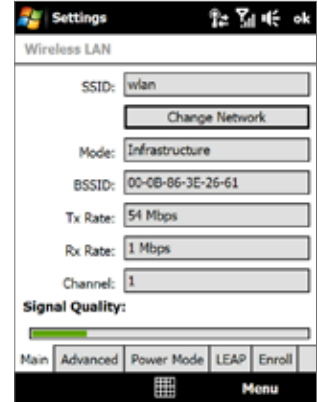 Settings
ok
Wireless LAN
SSID: wlan
Change Network
Mode: Infrastructure
BSSID: 00-0B-86-3E-26-61
Tx Rate: 54 Mbps
Rx Rate: 1 Mbps
Channel: 1
Signal Quality:
Main Advanced Power Mode LEAP Enroll
Menu